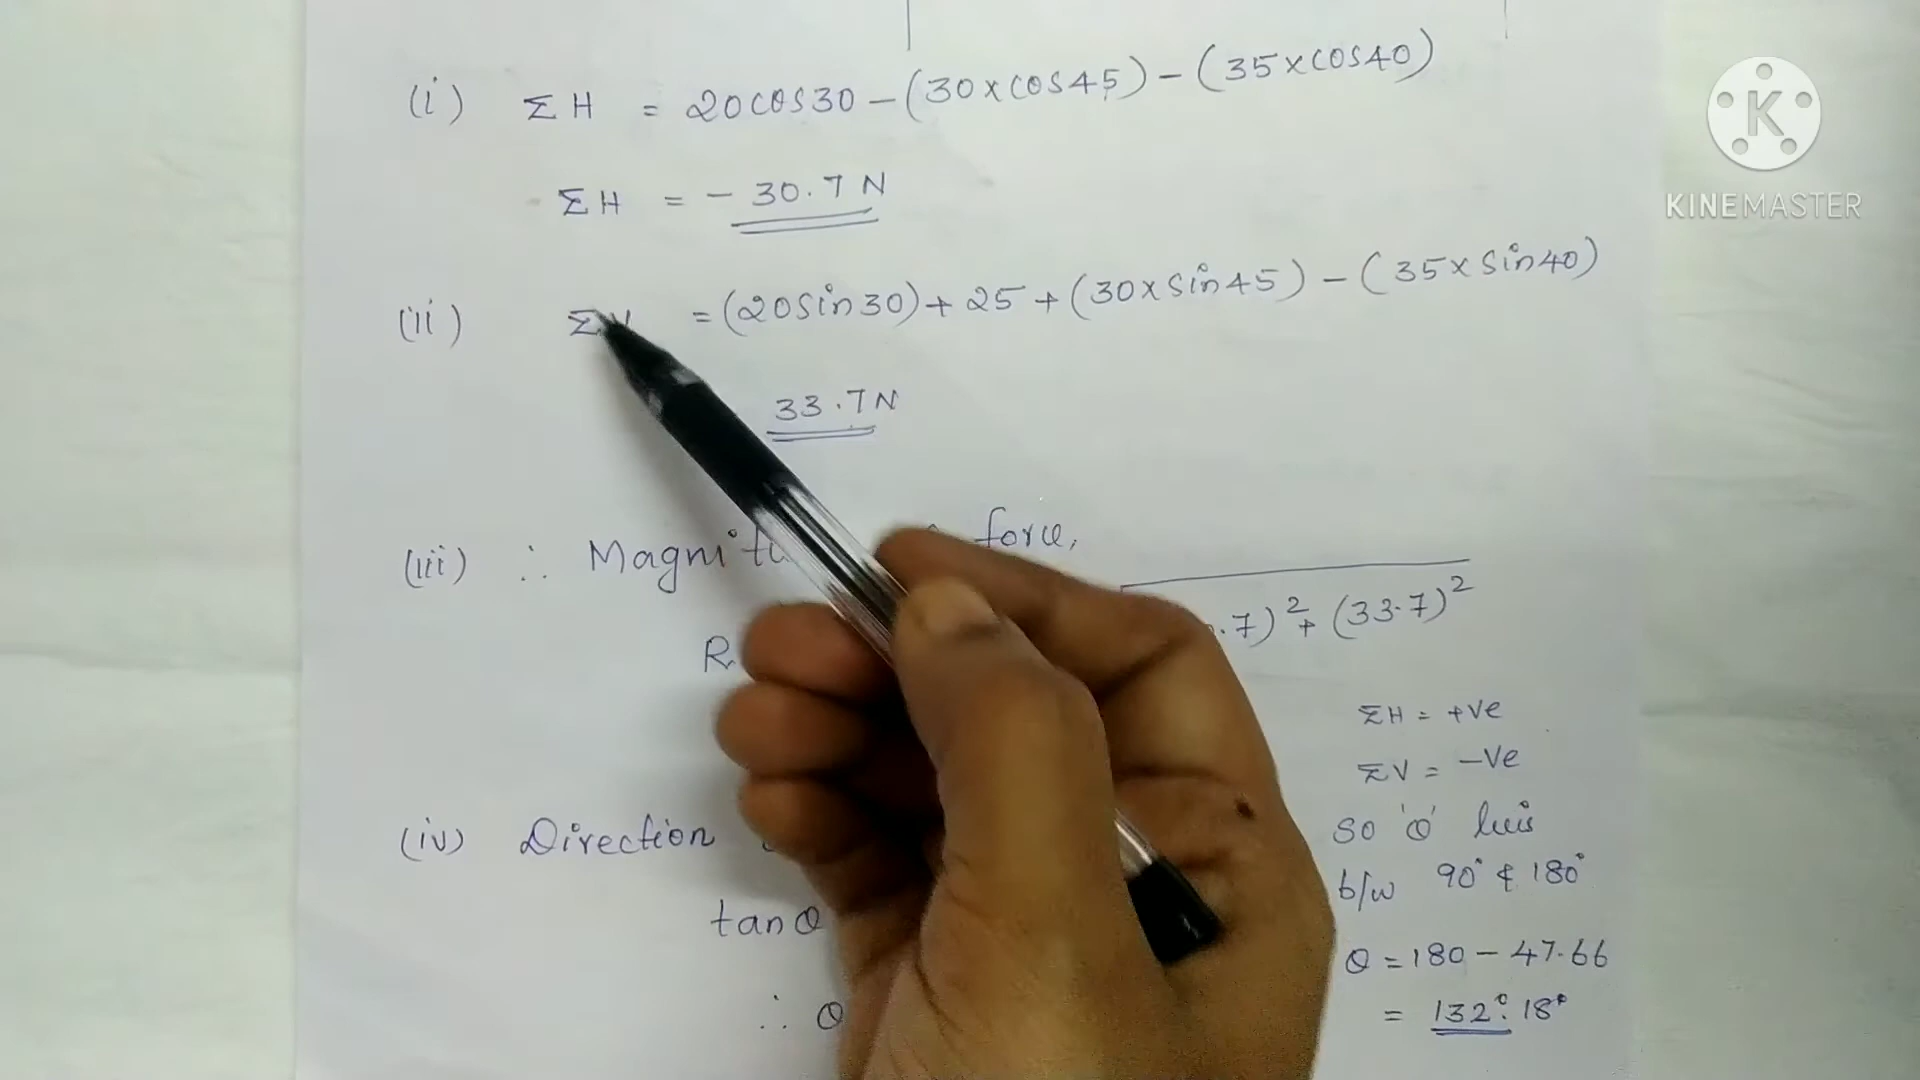 (i) ΣH = 20cos30 - (30×cos45) - (35×cos40)
ΣH = - 30.7 N
(ii) = (20sin30) + 25 + (30×sin45) - (35×sin40)
33.7N
(iii) ∴ force,
R .7)² + (33.7)²
ΣH = +ve
ΣV = -ve
so 'θ' lies
(iv) Direction
b/w 90° & 180°
tanθ
θ = 180 - 47.66
∴ θ
= 132°.18°
K
KINEMASTER